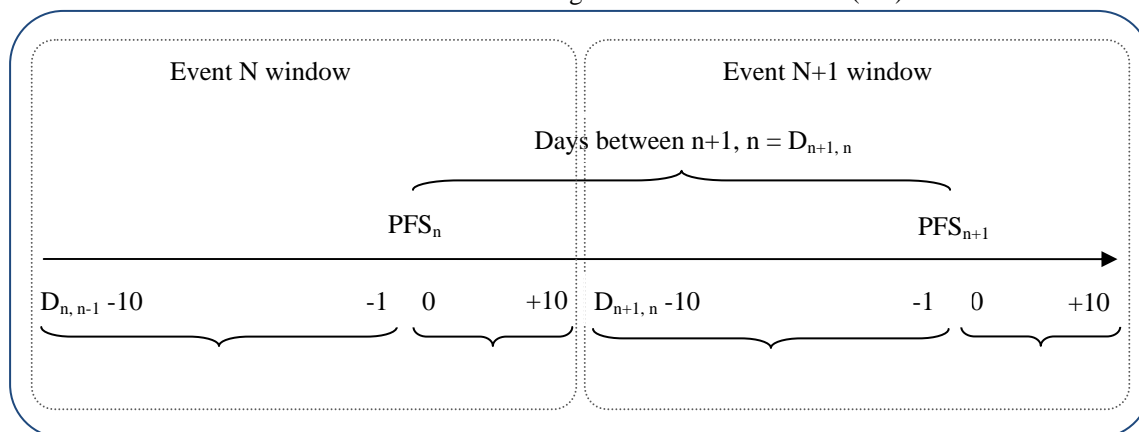 Event N window Event N+1 window
Days between n+1, n = Dn+1, n
PFSn PFSn+1
Dn, n-1 -10 -1 0 +10 Dn+1, n -10 -1 0 +10